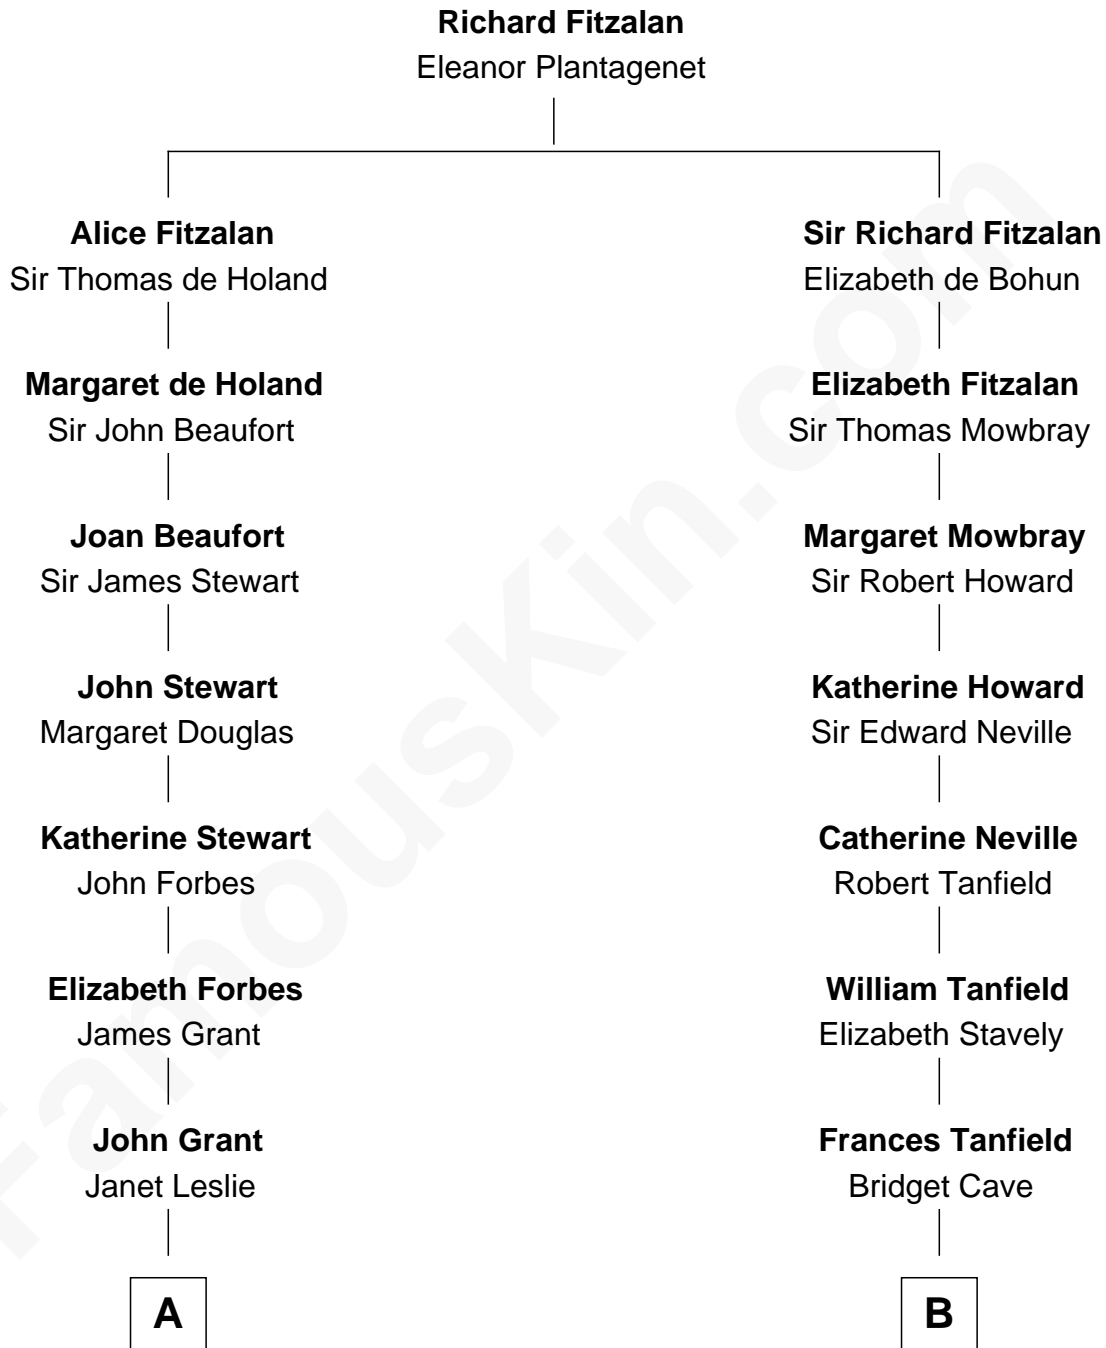 Richard Fitzalan
Eleanor Plantagenet
Alice Fitzalan
Sir Thomas de Holand
Margaret de Holand
Sir John Beaufort
Joan Beaufort
Sir James Stewart
John Stewart
Margaret Douglas
Katherine Stewart
John Forbes
Elizabeth Forbes
James Grant
John Grant
Janet Leslie
A
Sir Richard Fitzalan
Elizabeth de Bohun
Elizabeth Fitzalan
Sir Thomas Mowbray
Margaret Mowbray
Sir Robert Howard
Katherine Howard
Sir Edward Neville
Catherine Neville
Robert Tanfield
William Tanfield
Elizabeth Stavely
Frances Tanfield
Bridget Cave
B
FamousKin.com